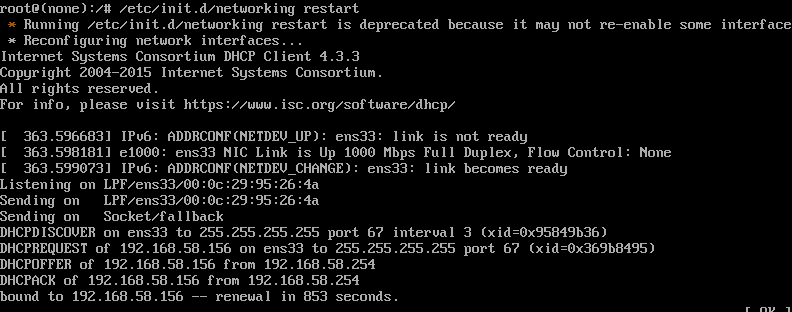 root@(none):/# /etc/init.d/networking restart
 * Running /etc/init.d/networking restart is deprecated because it may not re-enable some interface
 * Reconfiguring network interfaces...
Internet Systems Consortium DHCP Client 4.3.3
Copyright 2004-2015 Internet Systems Consortium.
All rights reserved.
For info, please visit https://www.isc.org/software/dhcp/
[  363.596683] IPv6: ADDRCONF(NETDEV_UP): ens33: link is not ready
[  363.598181] e1000: ens33 NIC Link is Up 1000 Mbps Full Duplex, Flow Control: None
[  363.599073] IPv6: ADDRCONF(NETDEV_CHANGE): ens33: link becomes ready
Listening on LPF/ens33/00:0c:29:95:26:4a
Sending on   LPF/ens33/00:0c:29:95:26:4a
Sending on   Socket/fallback
DHCPDISCOVER on ens33 to 255.255.255.255 port 67 interval 3 (xid=0x95849b36)
DHCPREQUEST of 192.168.58.156 on ens33 to 255.255.255.255 port 67 (xid=0x369b8495)
DHCPOFFER of 192.168.58.156 from 192.168.58.254
DHCPACK of 192.168.58.156 from 192.168.58.254
bound to 192.168.58.156 -- renewal in 853 seconds.
[ OK ]